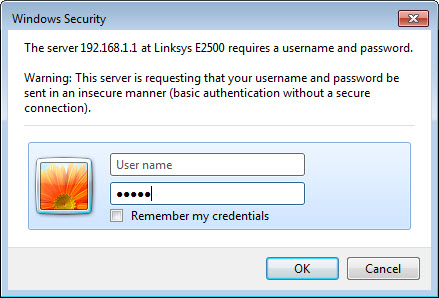 Windows Security
The server 192.168.1.1 at Linksys E2500 requires a username and password.
Warning: This server is requesting that your username and password be
sent in an insecure manner (basic authentication without a secure
connection).
User name
●●●●●
Remember my credentials
OK
Cancel